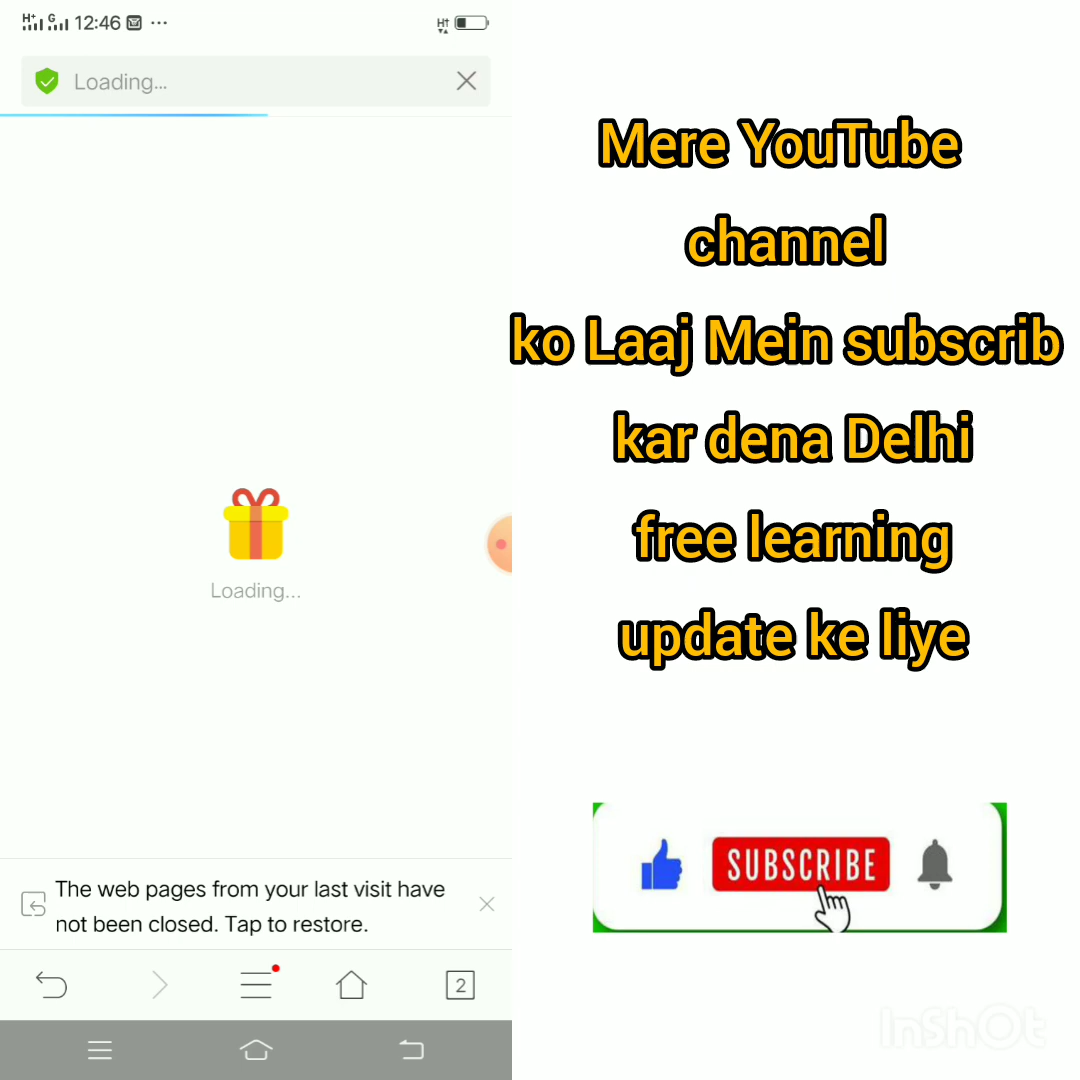 H+ G 12:46 ···
Loading...
Loading...
The web pages from your last visit have
not been closed. Tap to restore.
2
Mere YouTube
channel
ko Laaj Mein subscrib
kar dena Delhi
free learning
update ke liye
SUBSCRIBE
InShOt